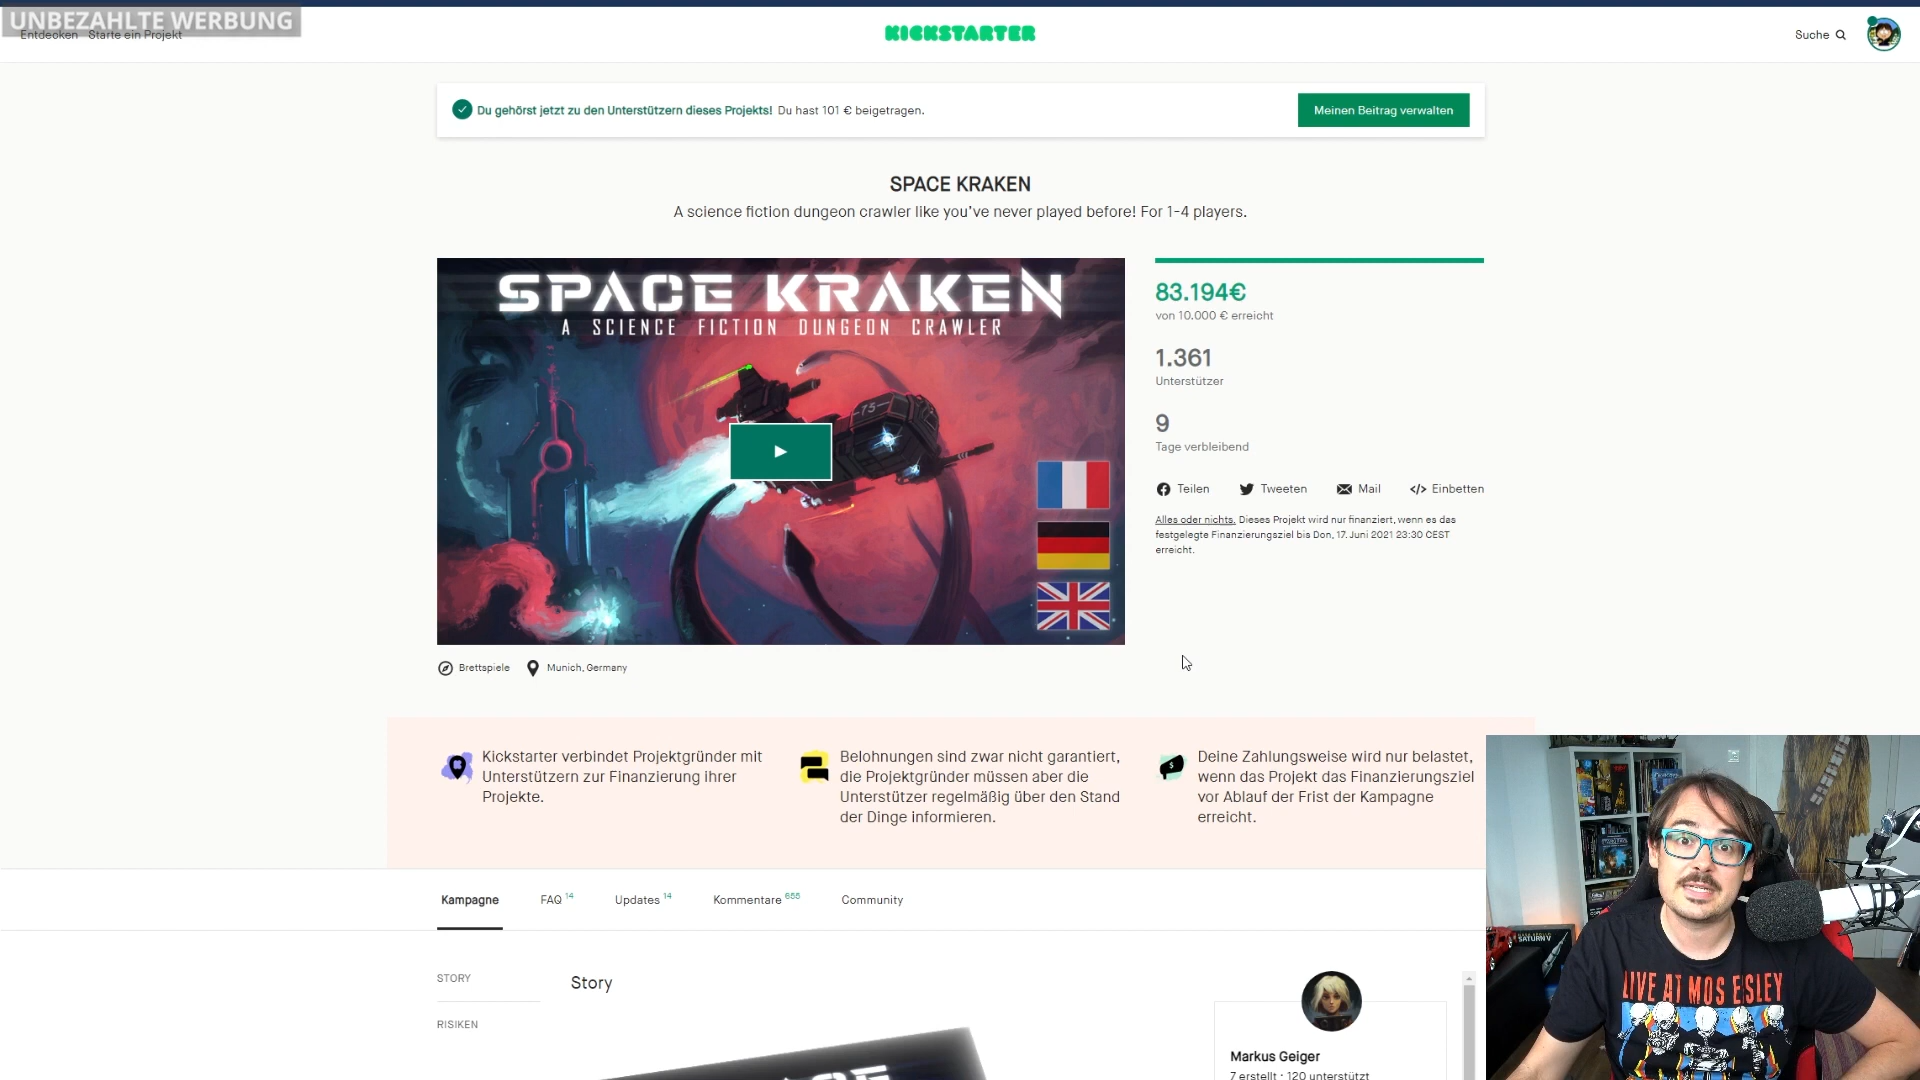 UNBEZAHLTE WERBUNG
Entdecken Starte ein Projekt
KICKSTARTER
Suche
Du gehörst jetzt zu den Unterstützern dieses Projekts! Du hast 101 € beigetragen.
Meinen Beitrag verwalten
SPACE KRAKEN
A science fiction dungeon crawler like you've never played before! For 1-4 players.
SPACE KRAKEN
A SCIENCE FICTION DUNGEON CRAWLER
T5
83.194€
von 10.000 € erreicht
1.361
Unterstützer
9
Tage verbleibend
Teilen Tweeten Mail Einbetten
Alles oder nichts. Dieses Projekt wird nur finanziert, wenn es das
festgelegte Finanzierungsziel bis Don, 17. Juni 2021 23:30 CEST
erreicht.
Brettspiele Munich, Germany
Kickstarter verbindet Projektgründer mit
Unterstützern zur Finanzierung ihrer
Projekte.
Belohnungen sind zwar nicht garantiert,
die Projektgründer müssen aber die
Unterstützer regelmäßig über den Stand
der Dinge informieren.
Deine Zahlungsweise wird nur belastet,
wenn das Projekt das Finanzierungsziel
vor Ablauf der Frist der Kampagne
erreicht.
Kampagne FAQ 14 Updates 14 Kommentare 655 Community
STORY
RISIKEN
Story
Markus Geiger
7 erstellt · 120 unterstützt
SATURN V
LIVE AT MOS EISLEY